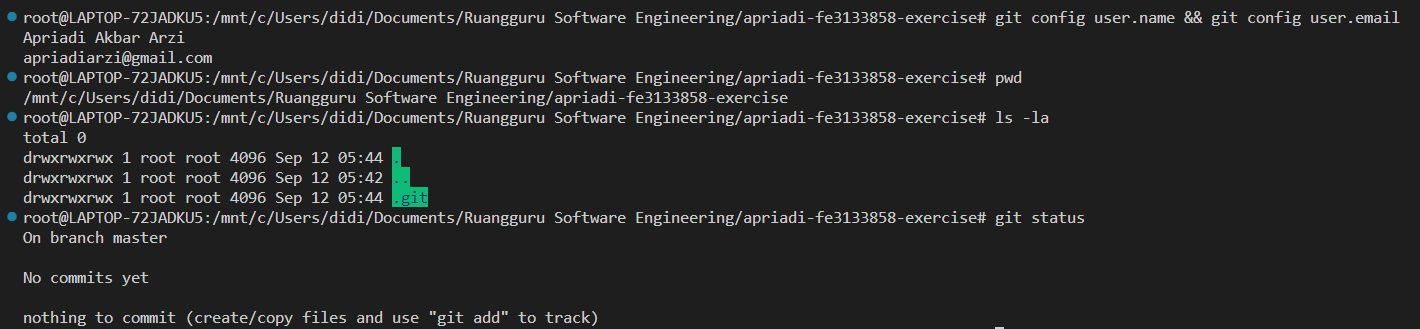 root@LAPTOP-72JADKU5:/mnt/c/Users/didi/Documents/Ruangguru Software Engineering/apriadi-fe3133858-exercise# git config user.name && git config user.email
Apriadi Akbar Arzi
apriadiarzi@gmail.com
root@LAPTOP-72JADKU5:/mnt/c/Users/didi/Documents/Ruangguru Software Engineering/apriadi-fe3133858-exercise# pwd
/mnt/c/Users/didi/Documents/Ruangguru Software Engineering/apriadi-fe3133858-exercise
root@LAPTOP-72JADKU5:/mnt/c/Users/didi/Documents/Ruangguru Software Engineering/apriadi-fe3133858-exercise# ls -la
total 0
drwxrwxrwx 1 root root 4096 Sep 12 05:44 .
drwxrwxrwx 1 root root 4096 Sep 12 05:42 ..
drwxrwxrwx 1 root root 4096 Sep 12 05:44 .git
root@LAPTOP-72JADKU5:/mnt/c/Users/didi/Documents/Ruangguru Software Engineering/apriadi-fe3133858-exercise# git status
On branch master
No commits yet
nothing to commit (create/copy files and use "git add" to track)